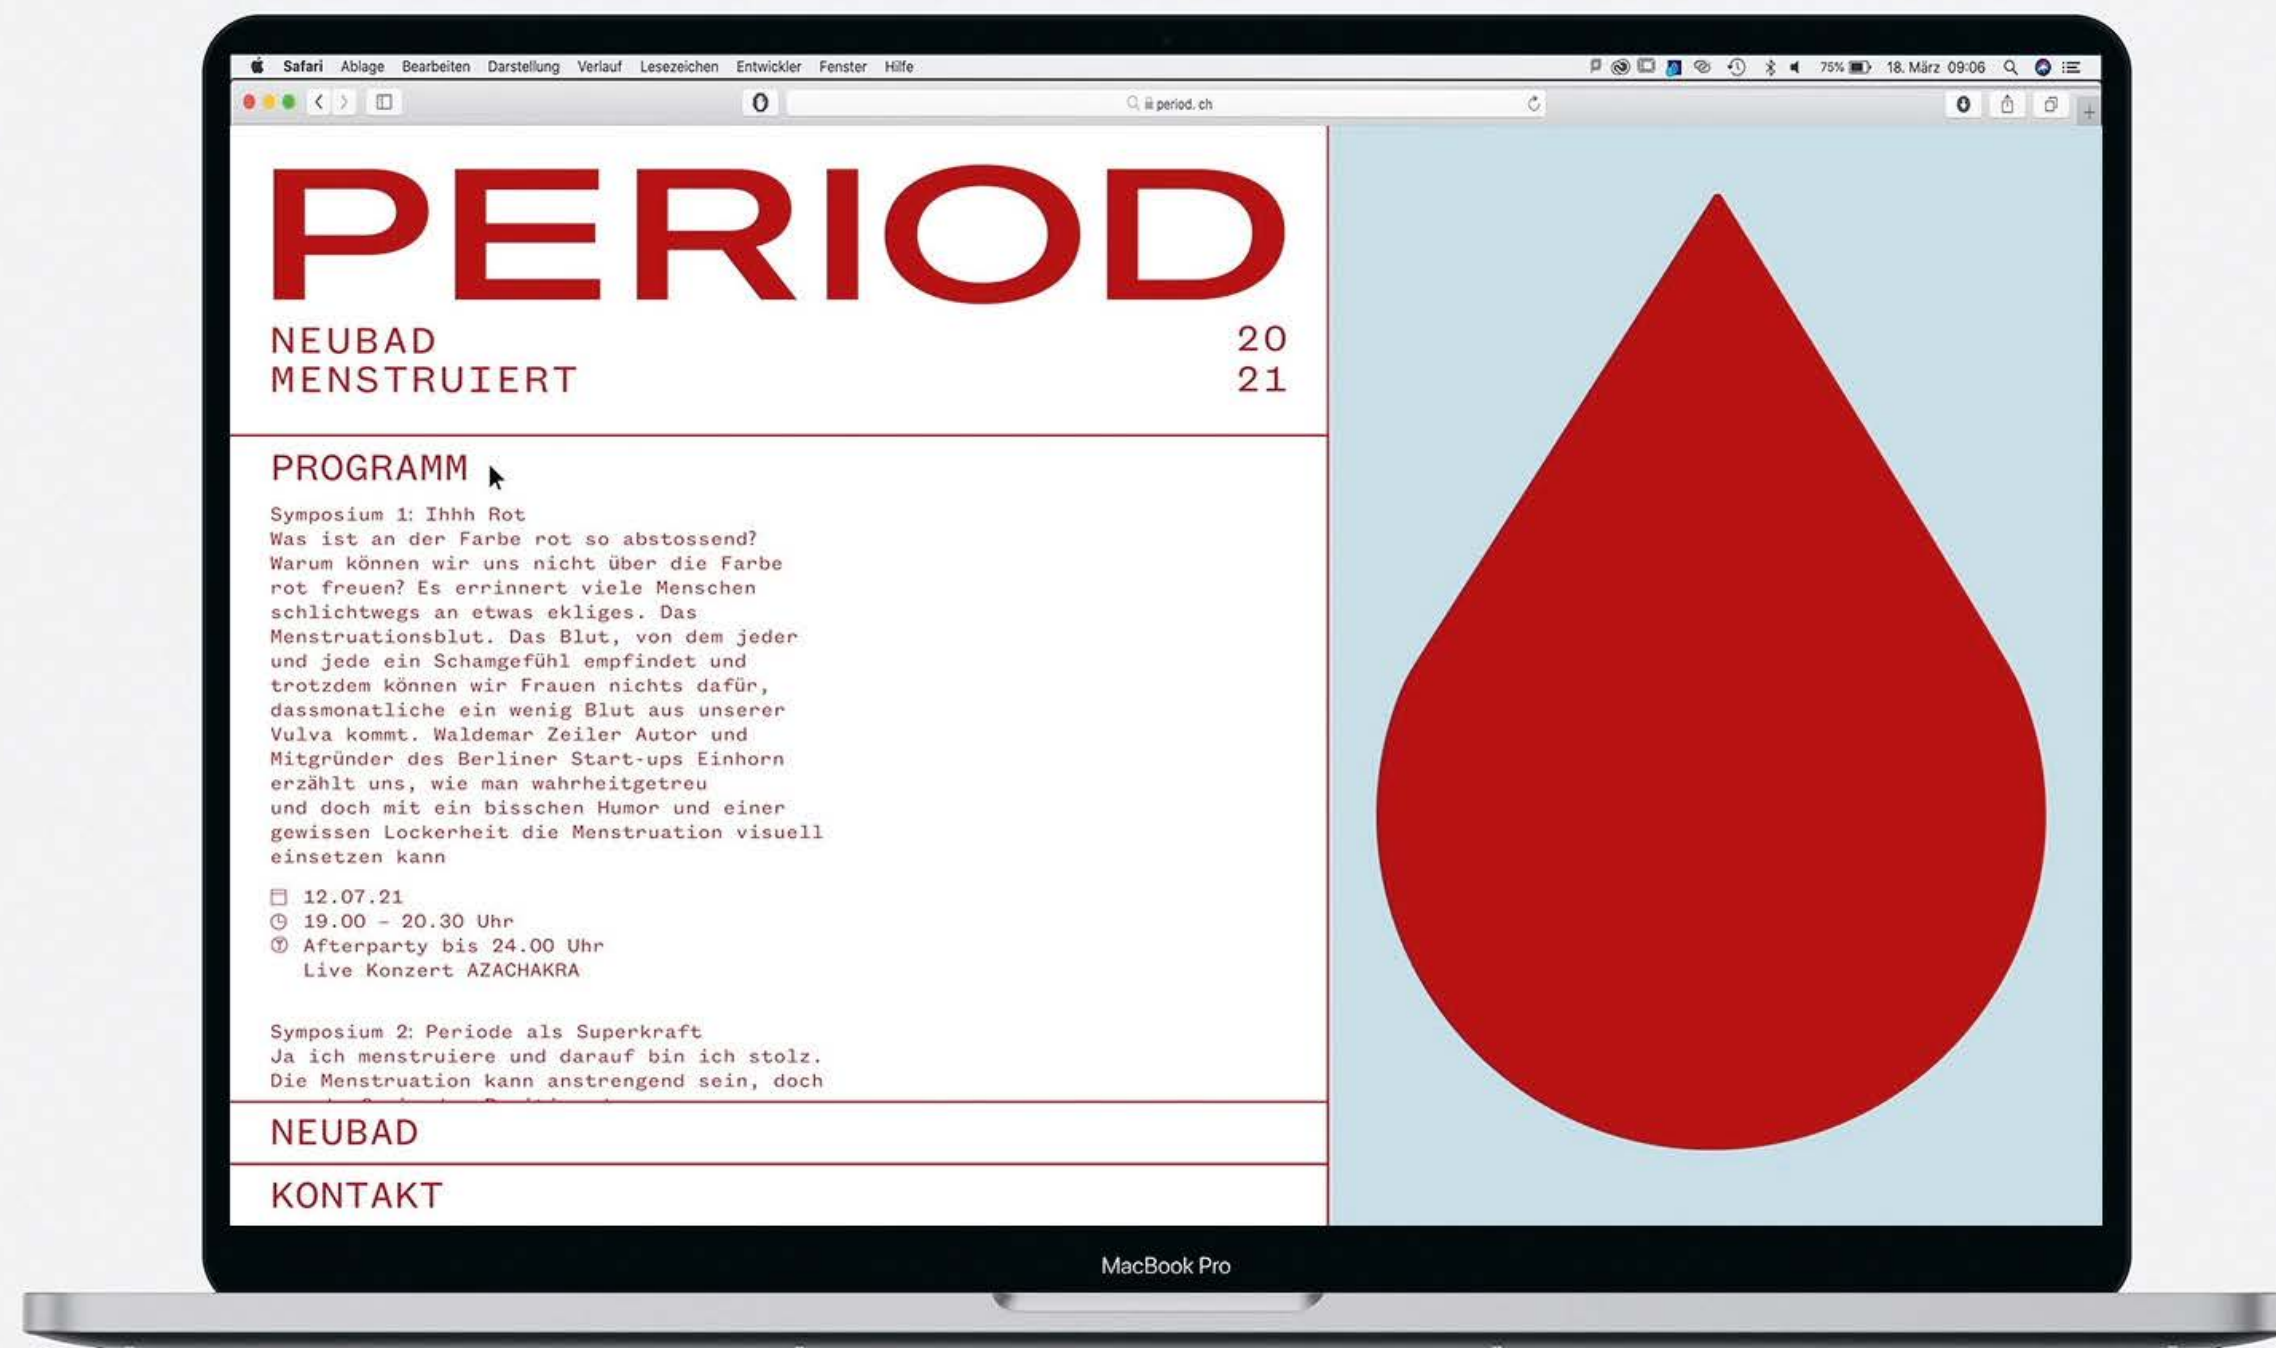 Safari Ablage Bearbeiten Darstellung Verlauf Lesezeichen Entwickler Fenster Hilfe
75% 18. März 09:06
period. ch
PERIOD
NEUBAD
MENSTRUIERT
20
21
PROGRAMM
Symposium 1: Ihhh Rot
Was ist an der Farbe rot so abstossend?
Warum können wir uns nicht über die Farbe
rot freuen? Es errinnert viele Menschen
schlichtwegs an etwas ekliges. Das
Menstruationsblut. Das Blut, von dem jeder
und jede ein Schamgefühl empfindet und
trotzdem können wir Frauen nichts dafür,
dassmonatliche ein wenig Blut aus unserer
Vulva kommt. Waldemar Zeiler Autor und
Mitgründer des Berliner Start-ups Einhorn
erzählt uns, wie man wahrheitgetreu
und doch mit ein bisschen Humor und einer
gewissen Lockerheit die Menstruation visuell
einsetzen kann
12.07.21
19.00 – 20.30 Uhr
Afterparty bis 24.00 Uhr
Live Konzert AZACHAKRA
Symposium 2: Periode als Superkraft
Ja ich menstruiere und darauf bin ich stolz.
Die Menstruation kann anstrengend sein, doch
NEUBAD
KONTAKT
MacBook Pro